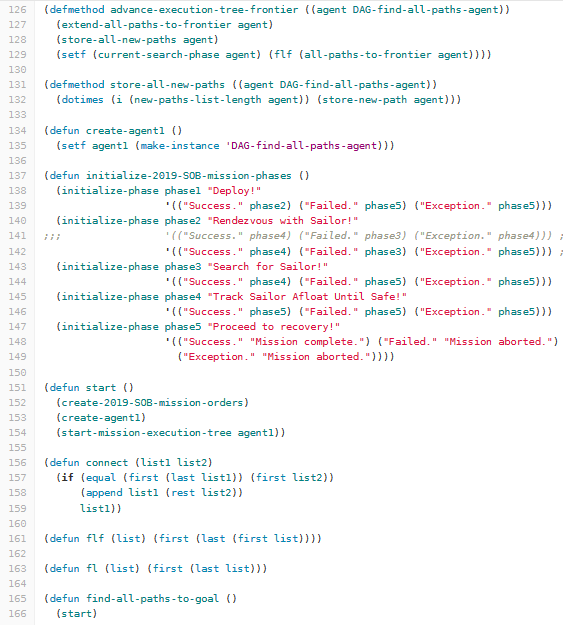 126 (defmethod advance-execution-tree-frontier ((agent DAG-find-all-paths-agent))
127   (extend-all-paths-to-frontier agent)
128   (store-all-new-paths agent)
129   (setf (current-search-phase agent) (flf (all-paths-to-frontier agent))))
130
131 (defmethod store-all-new-paths ((agent DAG-find-all-paths-agent))
132   (dotimes (i (new-paths-list-length agent)) (store-new-path agent)))
133
134 (defun create-agent1 ()
135   (setf agent1 (make-instance 'DAG-find-all-paths-agent)))
136
137 (defun initialize-2019-SOB-mission-phases ()
138   (initialize-phase phase1 "Deploy!"
139                     '(("Success." phase2) ("Failed." phase5) ("Exception." phase5)))
140   (initialize-phase phase2 "Rendezvous with Sailor!"
141 ;;;                 '(("Success." phase4) ("Failed." phase3) ("Exception." phase4))) ;
142                     '(("Success." phase4) ("Failed." phase3) ("Exception." phase5))) ;
143   (initialize-phase phase3 "Search for Sailor!"
144                     '(("Success." phase4) ("Failed." phase5) ("Exception." phase5)))
145   (initialize-phase phase4 "Track Sailor Afloat Until Safe!"
146                     '(("Success." phase5) ("Failed." phase5) ("Exception." phase5)))
147   (initialize-phase phase5 "Proceed to recovery!"
148                     '(("Success." "Mission complete.") ("Failed." "Mission aborted.")
149                       ("Exception." "Mission aborted."))))
150
151 (defun start ()
152   (create-2019-SOB-mission-orders)
153   (create-agent1)
154   (start-mission-execution-tree agent1))
155
156 (defun connect (list1 list2)
157   (if (equal (first (last list1)) (first list2))
158       (append list1 (rest list2))
159       list1))
160
161 (defun flf (list) (first (last (first list))))
162
163 (defun fl (list) (first (last list)))
164
165 (defun find-all-paths-to-goal ()
166   (start)